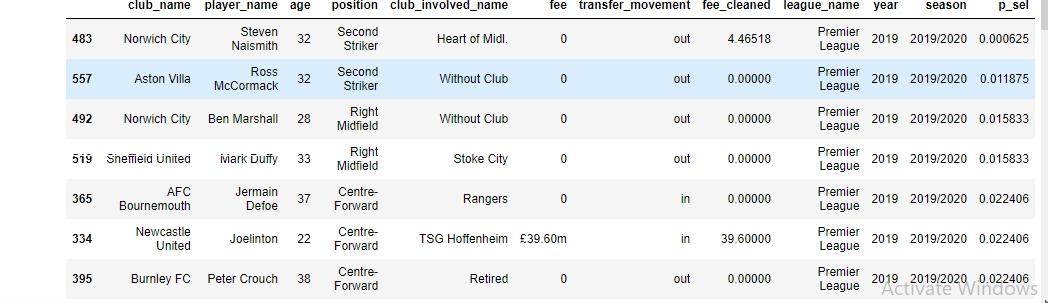 club_name player_name age position club_involved_name fee transfer_movement fee_cleaned league_name year season p_sel
483 Norwich City Steven Naismith 32 Second Striker Heart of Midl. 0 out 4.46518 Premier League 2019 2019/2020 0.000625
557 Aston Villa Ross McCormack 32 Second Striker Without Club 0 out 0.00000 Premier League 2019 2019/2020 0.011875
492 Norwich City Ben Marshall 28 Right Midfield Without Club 0 out 0.00000 Premier League 2019 2019/2020 0.015833
519 Sheffield United Mark Duffy 33 Right Midfield Stoke City 0 out 0.00000 Premier League 2019 2019/2020 0.015833
365 AFC Bournemouth Jermain Defoe 37 Centre-Forward Rangers 0 in 0.00000 Premier League 2019 2019/2020 0.022406
334 Newcastle United Joelinton 22 Centre-Forward TSG Hoffenheim £39.60m in 39.60000 Premier League 2019 2019/2020 0.022406
395 Burnley FC Peter Crouch 38 Centre-Forward Retired 0 out 0.00000 Premier League 2019 2019/2020 0.022406
Activate Windows